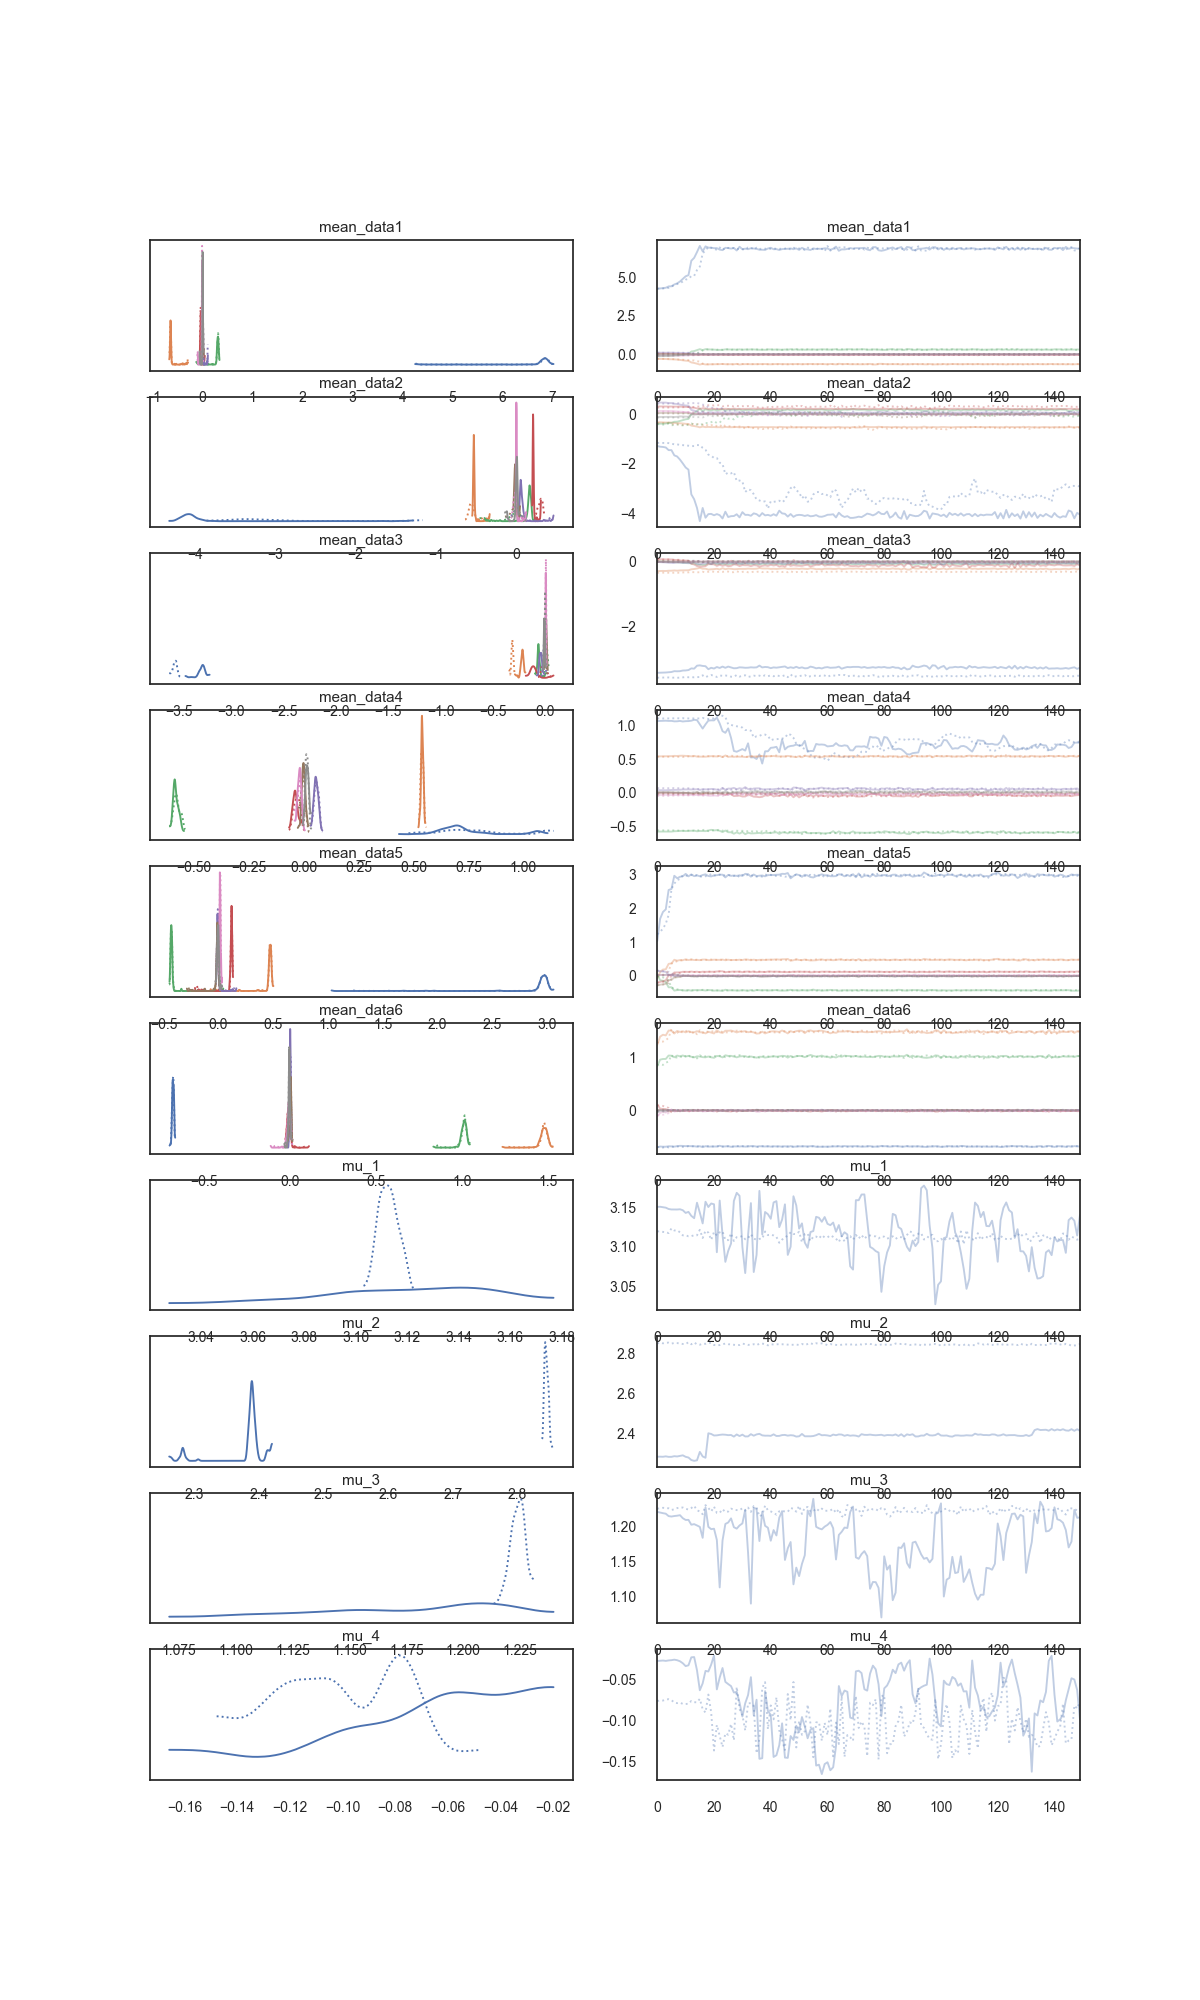 mean_data1 mean_data1
5.0
2.5
0.0
mean_data2 mean_data2
−1 0 1 2 3 4 5 6 7 0 20 40 60 80 100 120 140
0
−2
−4
mean_data3 mean_data3
−4 −3 −2 −1 0 0 20 40 60 80 100 120 140
0
−2
mean_data4 mean_data4
−3.5 −3.0 −2.5 −2.0 −1.5 −1.0 −0.5 0.0 0 20 40 60 80 100 120 140
1.0
0.5
0.0
−0.5
mean_data5 mean_data5
−0.50 −0.25 0.00 0.25 0.50 0.75 1.00 0 20 40 60 80 100 120 140
3
2
1
0
mean_data6 mean_data6
−0.5 0.0 0.5 1.0 1.5 2.0 2.5 3.0 0 20 40 60 80 100 120 140
1
0
mu_1 mu_1
−0.5 0.0 0.5 1.0 1.5 0 20 40 60 80 100 120 140
3.15
3.10
3.05
mu_2 mu_2
3.04 3.06 3.08 3.10 3.12 3.14 3.16 3.18 0 20 40 60 80 100 120 140
2.8
2.6
2.4
mu_3 mu_3
2.3 2.4 2.5 2.6 2.7 2.8 0 20 40 60 80 100 120 140
1.20
1.15
1.10
mu_4 mu_4
1.075 1.100 1.125 1.150 1.175 1.200 1.225 0 20 40 60 80 100 120 140
−0.05
−0.10
−0.15
−0.16 −0.14 −0.12 −0.10 −0.08 −0.06 −0.04 −0.02 0 20 40 60 80 100 120 140